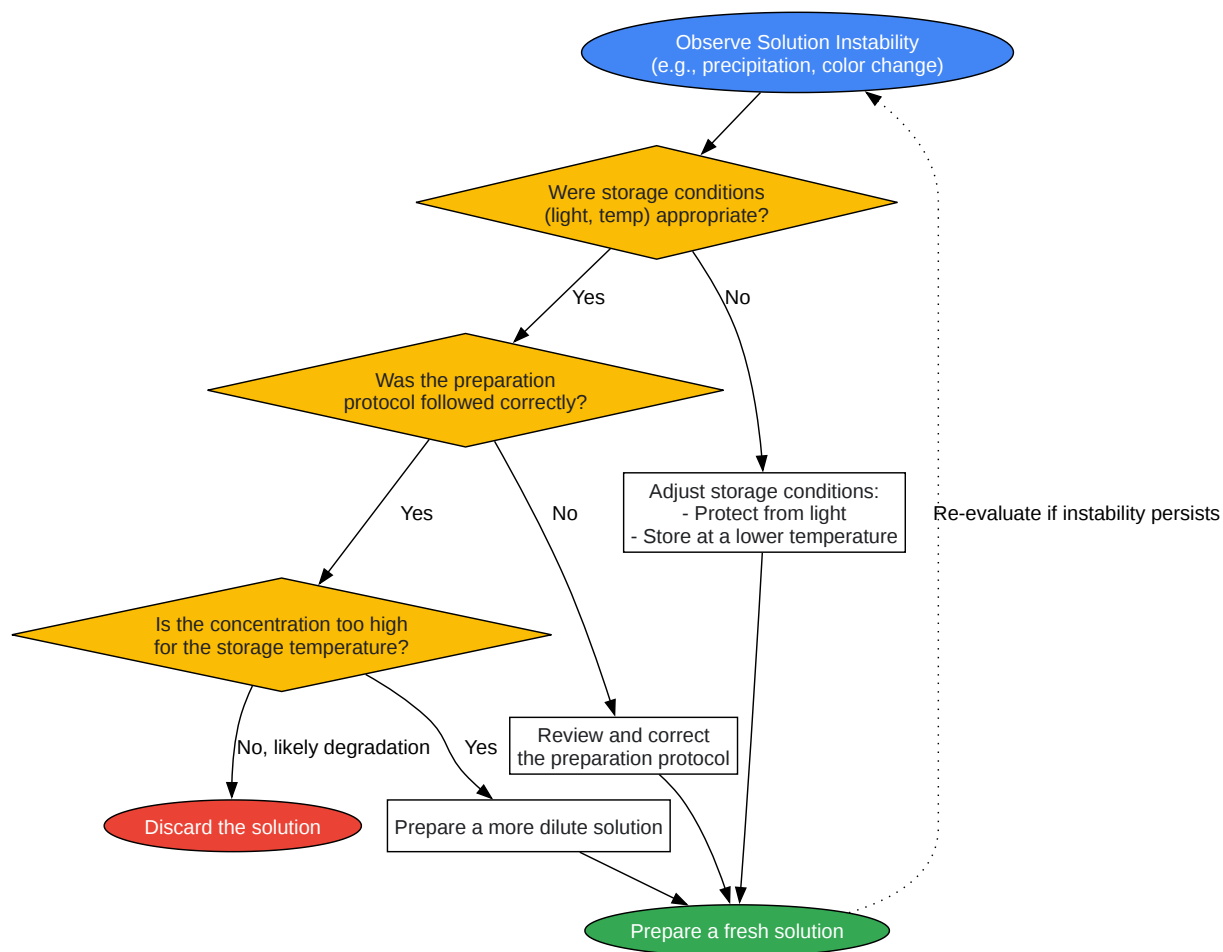 Observe Solution Instability
(e.g., precipitation, color change)
Were storage conditions
(light, temp) appropriate?
Yes
No
Was the preparation
protocol followed correctly?
Adjust storage conditions:
- Protect from light
- Store at a lower temperature
Yes
No
Re-evaluate if instability persists
Is the concentration too high
for the storage temperature?
Review and correct
the preparation protocol
No, likely degradation
Yes
Discard the solution
Prepare a more dilute solution
Prepare a fresh solution